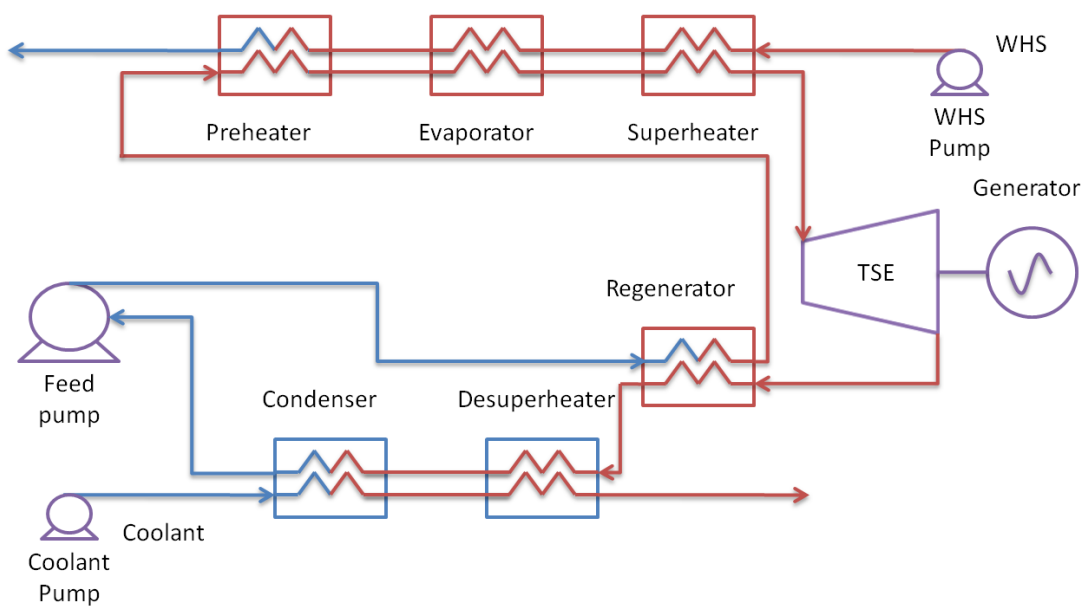 WHS
Preheater
Evaporator
Superheater
WHS
Pump
Generator
TSE
Regenerator
Feed
pump
Condenser
Desuperheater
Coolant
Coolant
Pump